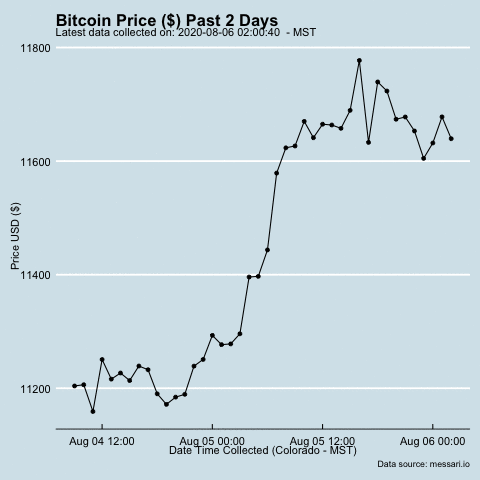 Bitcoin Price ($) Past 2 Days
Latest data collected on: 2020-08-06 02:00:40  - MST
11800
11600
11400
11200
Price USD ($)
Aug 04 12:00
Aug 05 00:00
Aug 05 12:00
Aug 06 00:00
Date Time Collected (Colorado - MST)
Data source: messari.io